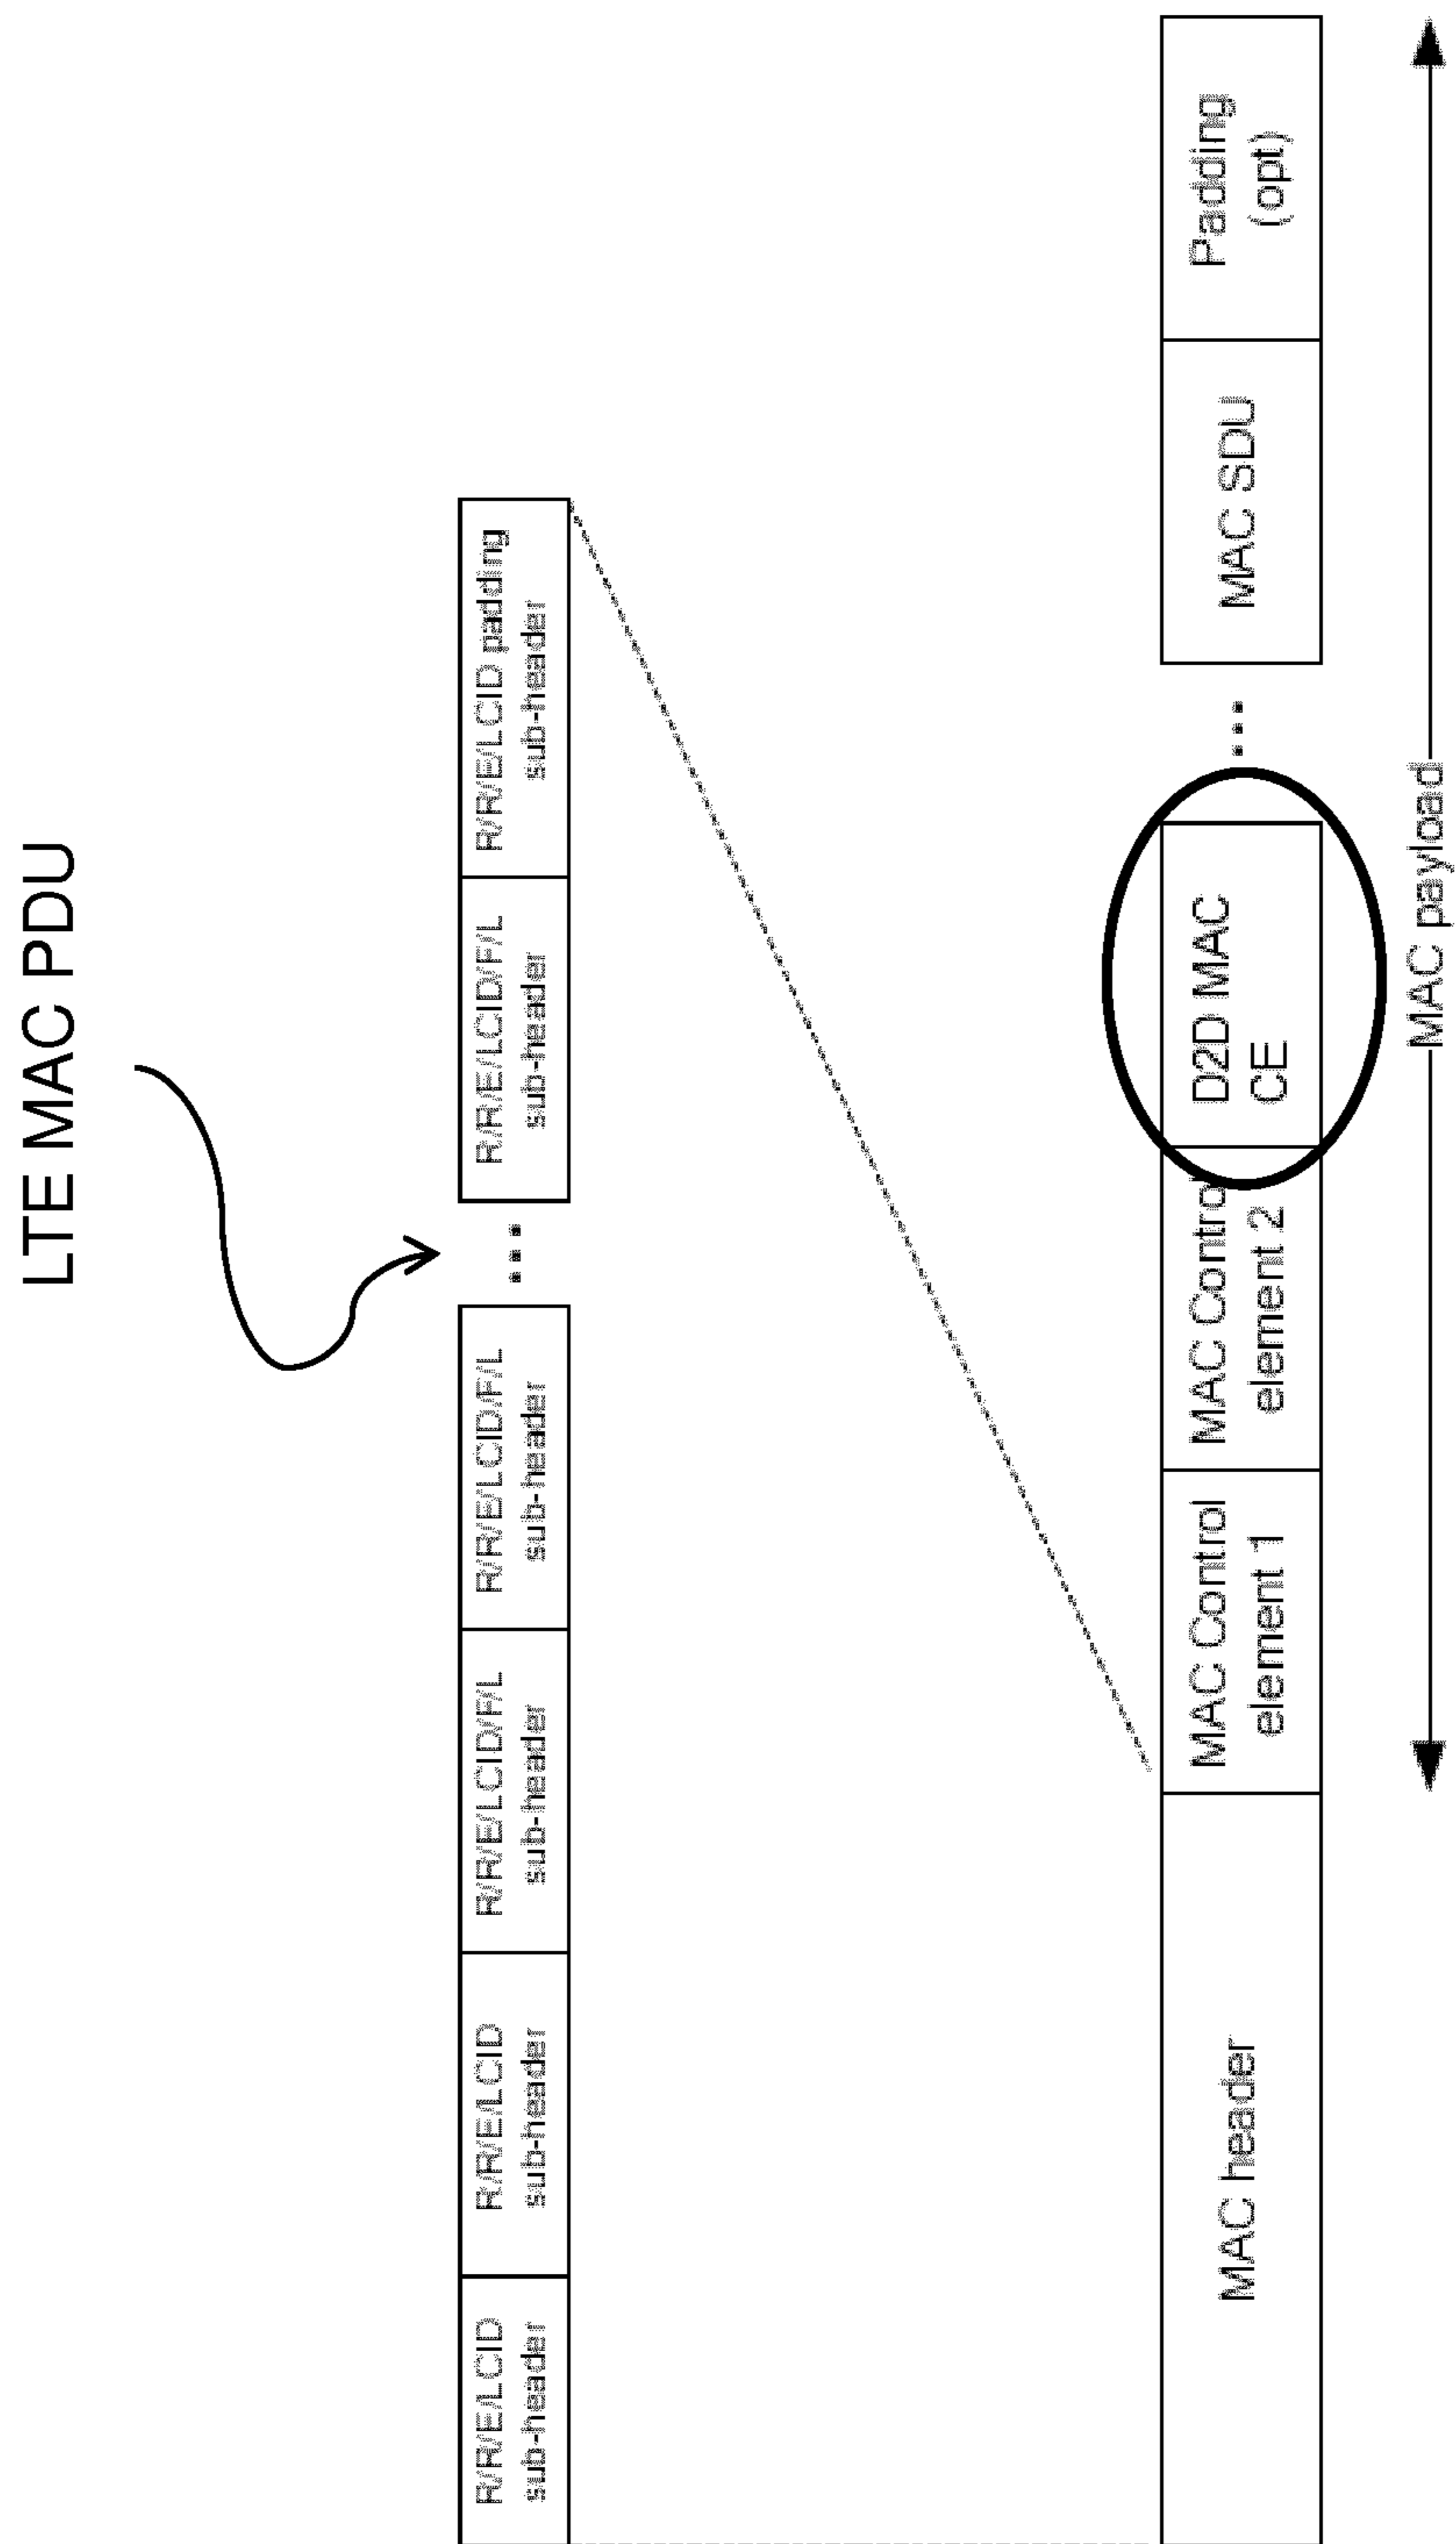 LTE MAC PDU
R/R/E/LCID
sub-header
R/R/E/LCID
sub-header
R/R/E/LCID/F/L
sub-header
R/R/E/LCID/F/L
sub-header
...
R/R/E/LCID/F/L
sub-header
R/R/E/LCID padding
sub-header
MAC header
MAC Control
element 1
MAC Control
element 2
D2D MAC
CE
...
MAC SDU
Padding
(opt)
MAC payload